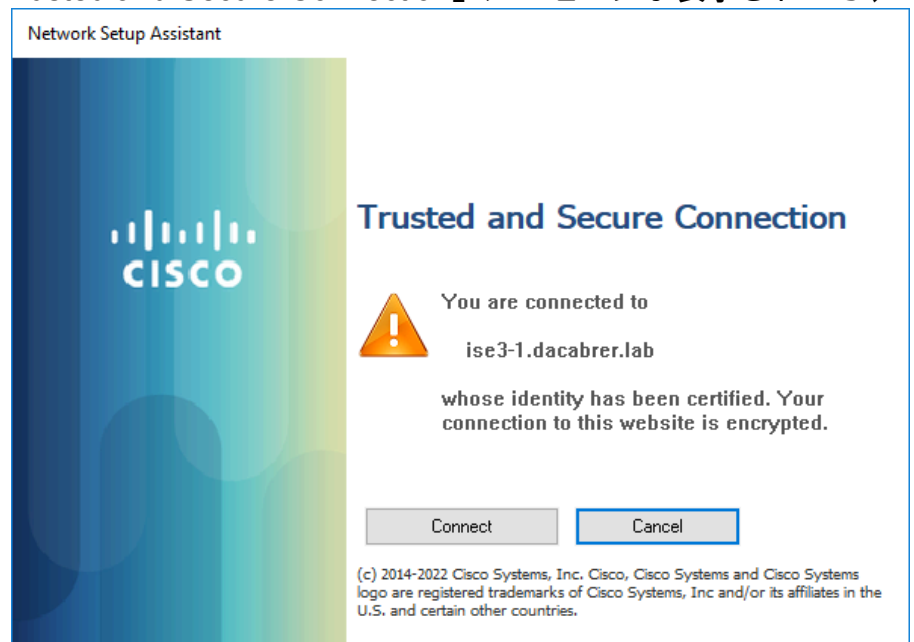 Network Setup Assistant
CISCO
Trusted and Secure Connection
You are connected to
ise3-1.dacabrer.lab
whose identity has been certified. Your
connection to this website is encrypted.
Connect Cancel
(c) 2014-2022 Cisco Systems, Inc. Cisco, Cisco Systems and Cisco Systems
logo are registered trademarks of Cisco Systems, Inc and/or its affiliates in the
U.S. and certain other countries.